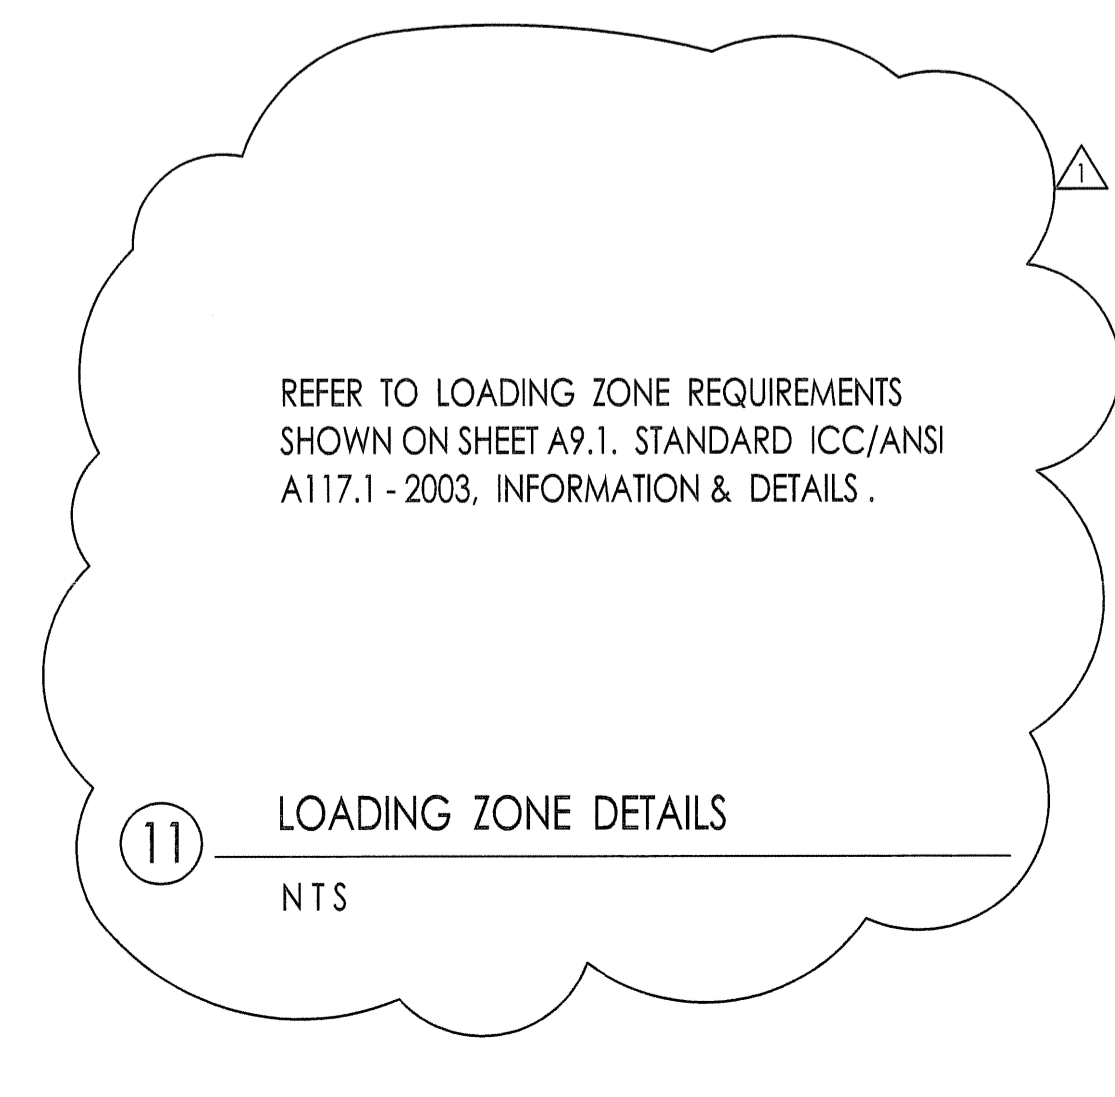 1
REFER TO LOADING ZONE REQUIREMENTS
SHOWN ON SHEET A9.1. STANDARD ICC/ANSI
A117.1 - 2003, INFORMATION & DETAILS .
11
LOADING ZONE DETAILS
NTS